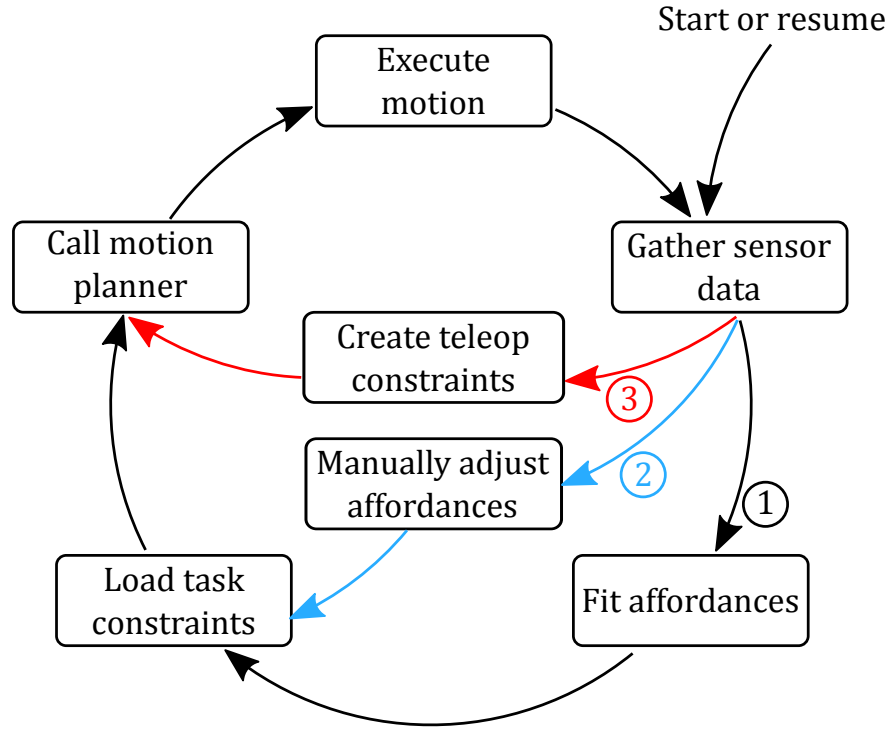 Start or resume
Execute
motion
Call motion
planner
Gather sensor
data
Create teleop
constraints
3
Manually adjust
affordances
2
1
Load task
constraints
Fit affordances